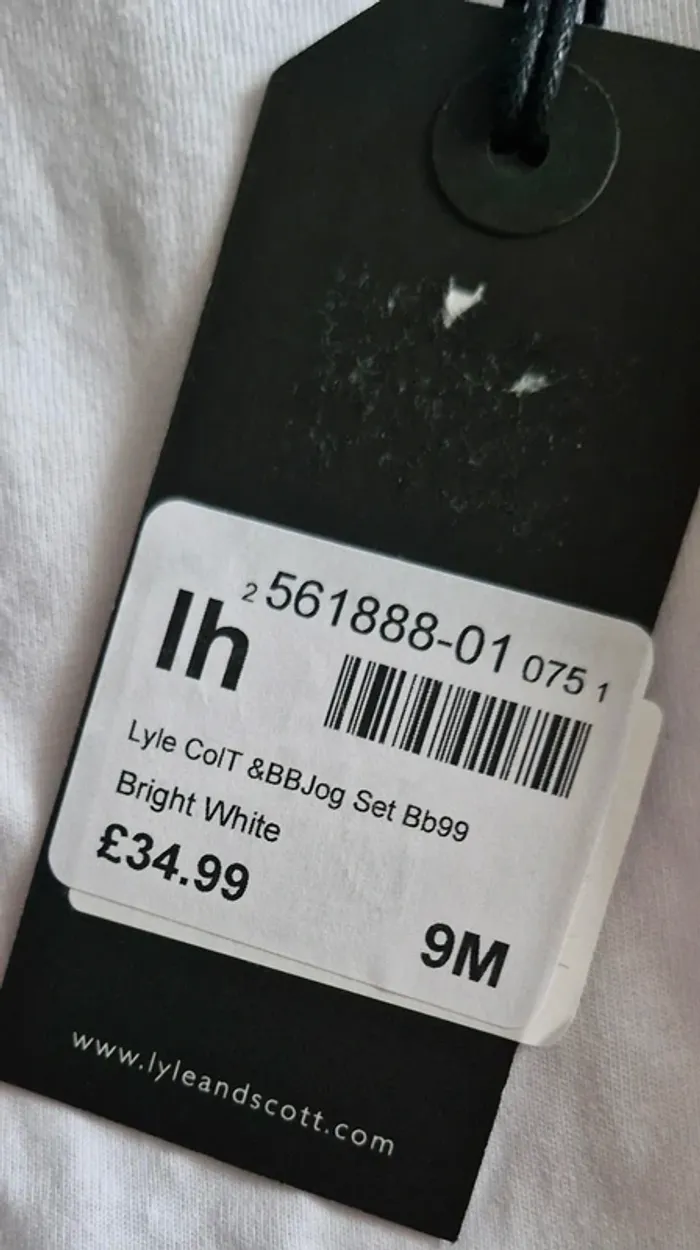 2 561888-01 075 1
lh
Lyle ColT &BBJog Set Bb99
Bright White
£34.99
9M
www.lyleandscott.com